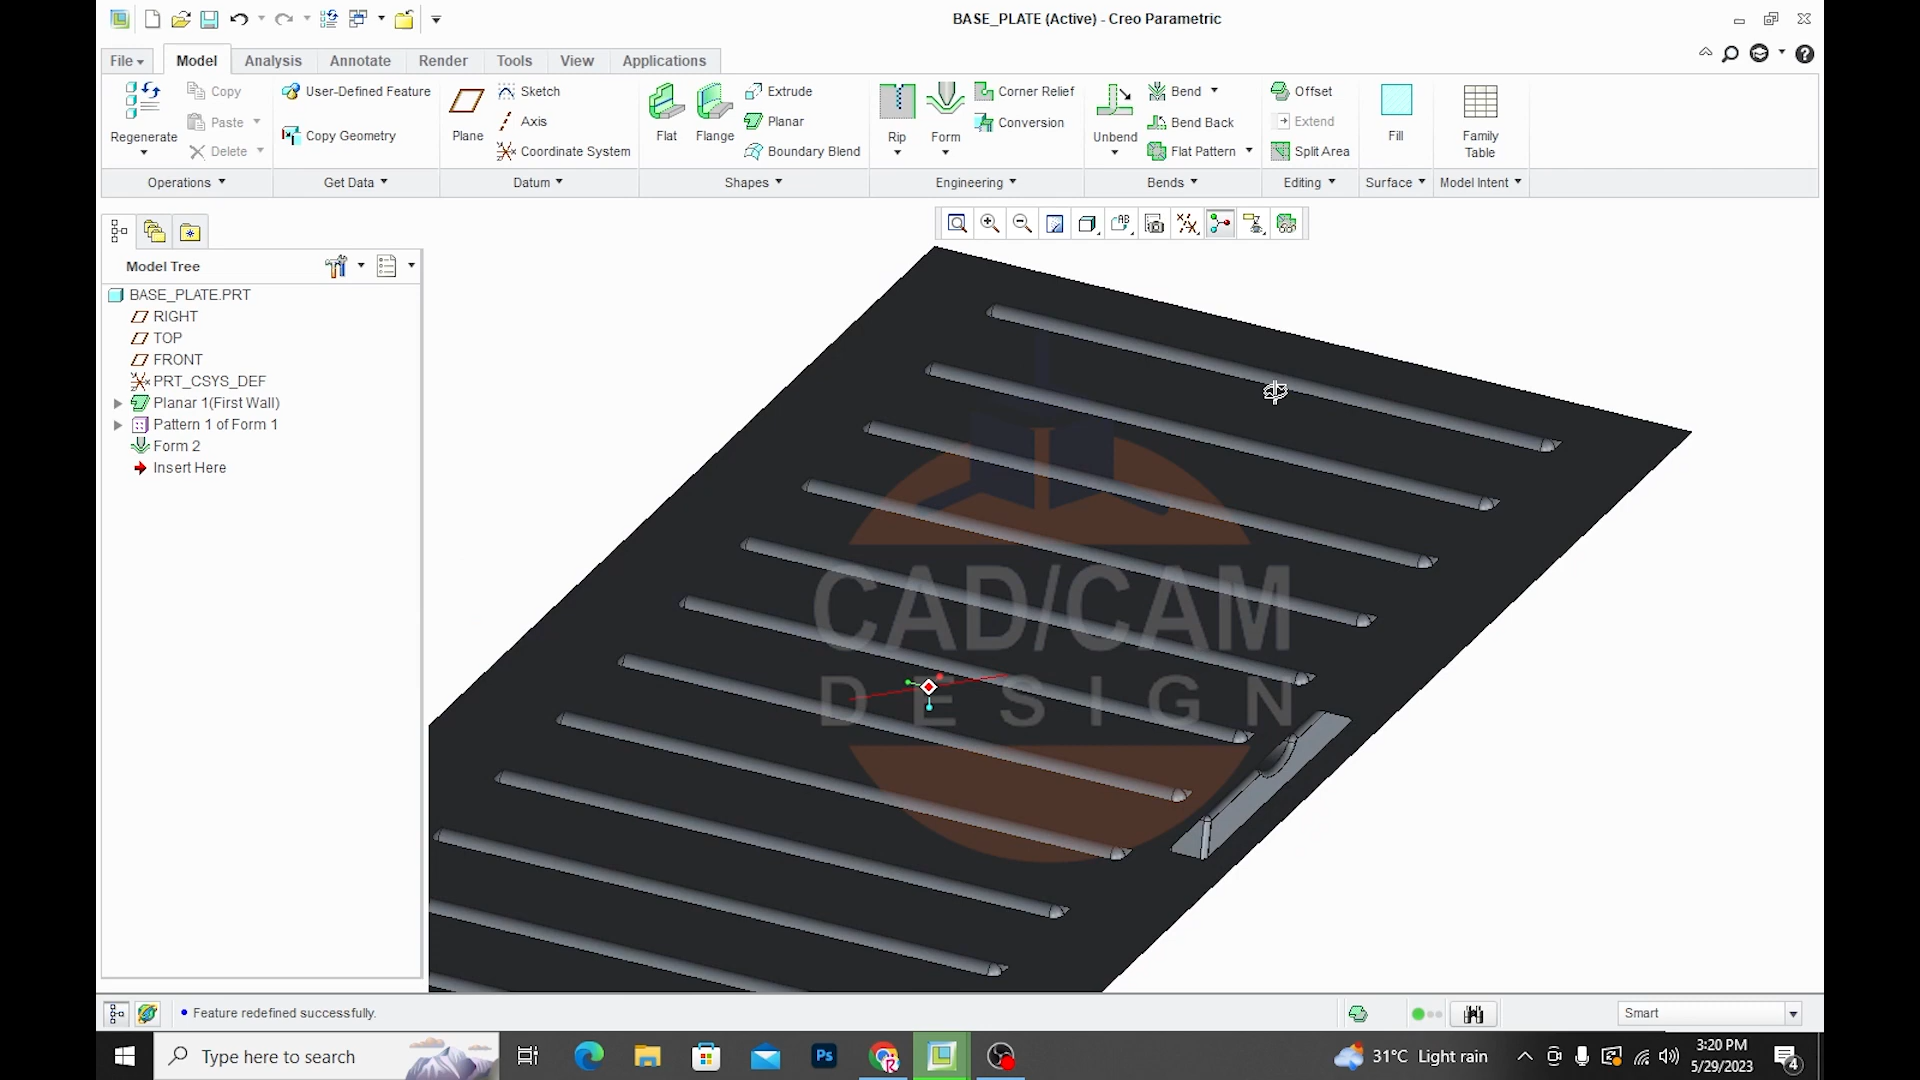 BASE_PLATE (Active) - Creo Parametric
File Model Analysis Annotate Render Tools View Applications
Regenerate
Copy
Paste
Delete
Operations
User-Defined Feature
Copy Geometry
Get Data
Plane
Sketch
Axis
Coordinate System
Datum
Flat
Flange
Extrude
Planar
Boundary Blend
Shapes
Rip
Form
Corner Relief
Conversion
Engineering
Unbend
Bend
Bend Back
Flat Pattern
Bends
Offset
Extend
Split Area
Editing
Fill
Surface
Family
Table
Model Intent
Model Tree
BASE_PLATE.PRT
RIGHT
TOP
FRONT
PRT_CSYS_DEF
Planar 1(First Wall)
Pattern 1 of Form 1
Form 2
Insert Here
CAD/CAM
DESIGN
Feature redefined successfully.
Smart
Type here to search
Ps
31°C Light rain
3:20 PM
5/29/2023
4